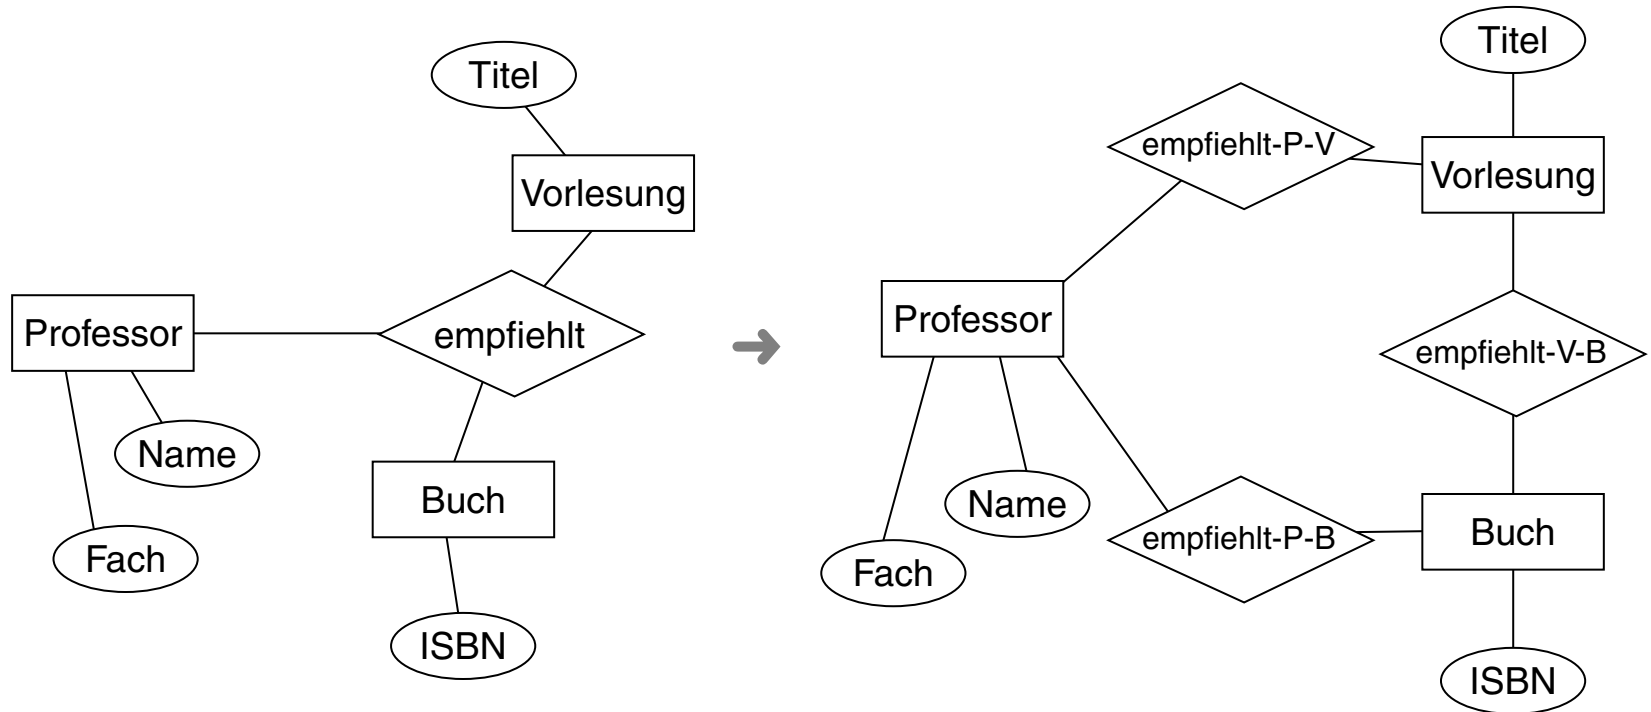 Titel
Vorlesung
Professor
empfiehlt
Name
Buch
Fach
ISBN
Titel
empfiehlt-P-V
Vorlesung
Professor
empfiehlt-V-B
Name
empfiehlt-P-B
Buch
Fach
ISBN